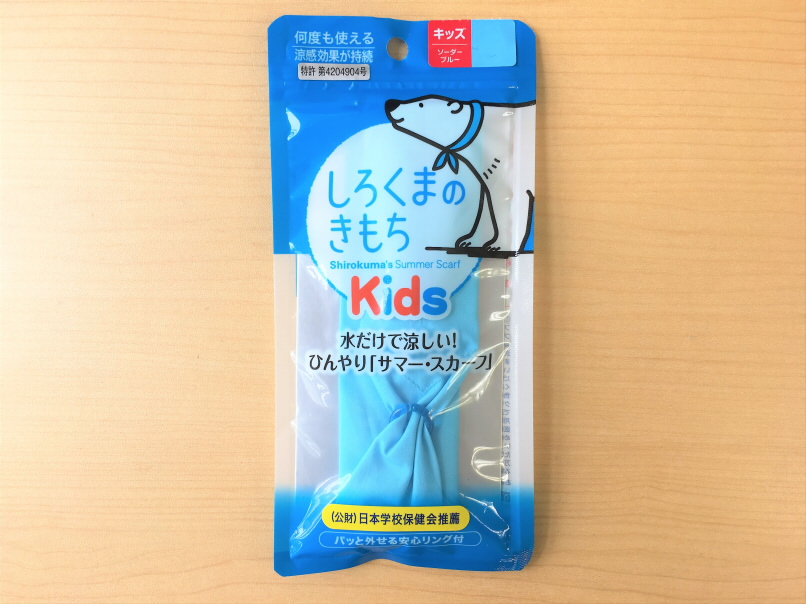 何度も使える
涼感効果が持続
特許 第4204904号
キッズ
ソーダー
ブルー
しろくまの
きもち
Shirokuma's Summer Scarf
Kids
水だけで涼しい!
ひんやり「サマー・スカーフ」
(公財)日本学校保健会推薦
パッと外せる安心リング付